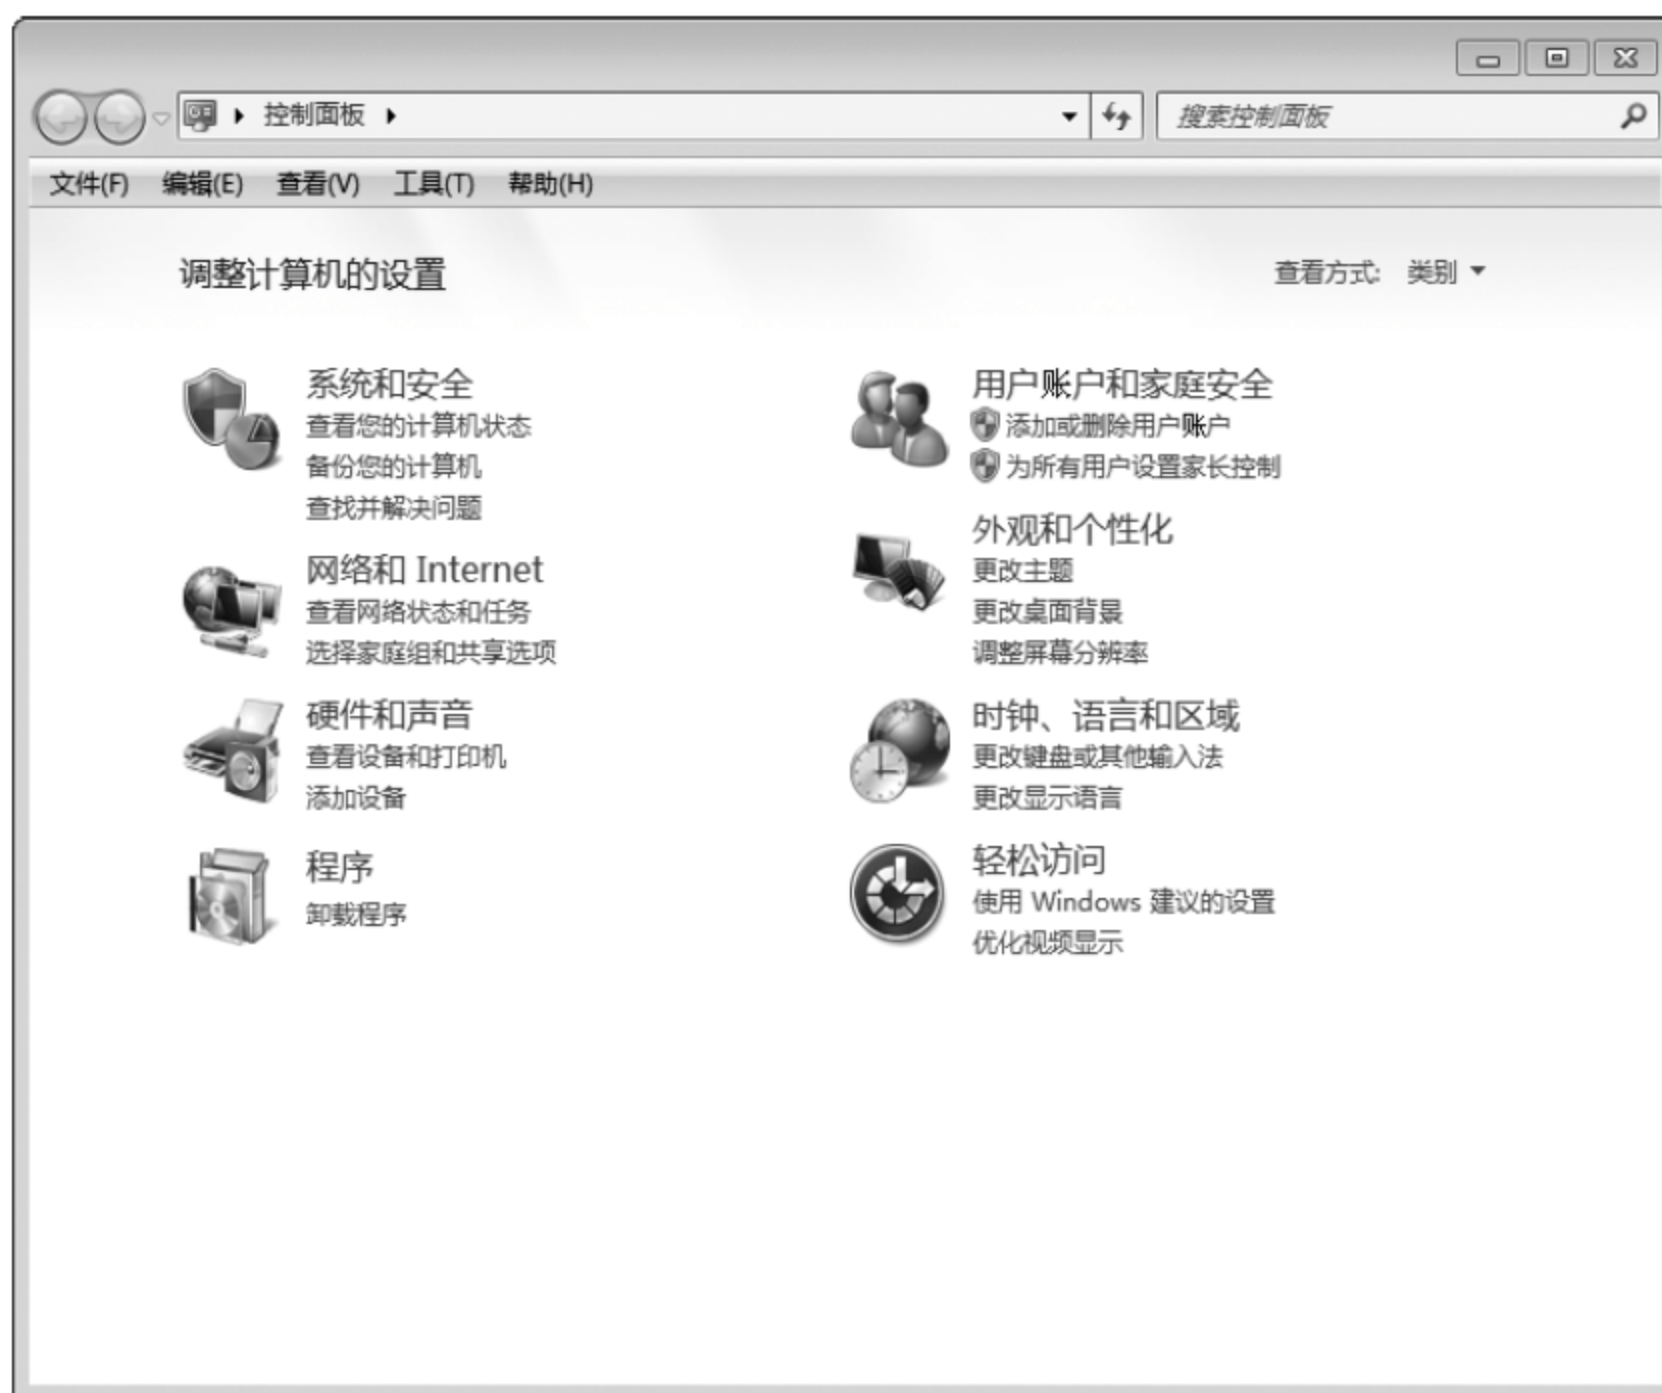 控制面板
搜索控制面板
文件(F) 编辑(E) 查看(V) 工具(T) 帮助(H)
调整计算机的设置
查看方式: 类别
系统和安全
查看您的计算机状态
备份您的计算机
查找并解决问题
网络和 Internet
查看网络状态和任务
选择家庭组和共享选项
硬件和声音
查看设备和打印机
添加设备
程序
卸载程序
用户账户和家庭安全
添加或删除用户账户
为所有用户设置家长控制
外观和个性化
更改主题
更改桌面背景
调整屏幕分辨率
时钟、语言和区域
更改键盘或其他输入法
更改显示语言
轻松访问
使用 Windows 建议的设置
优化视频显示